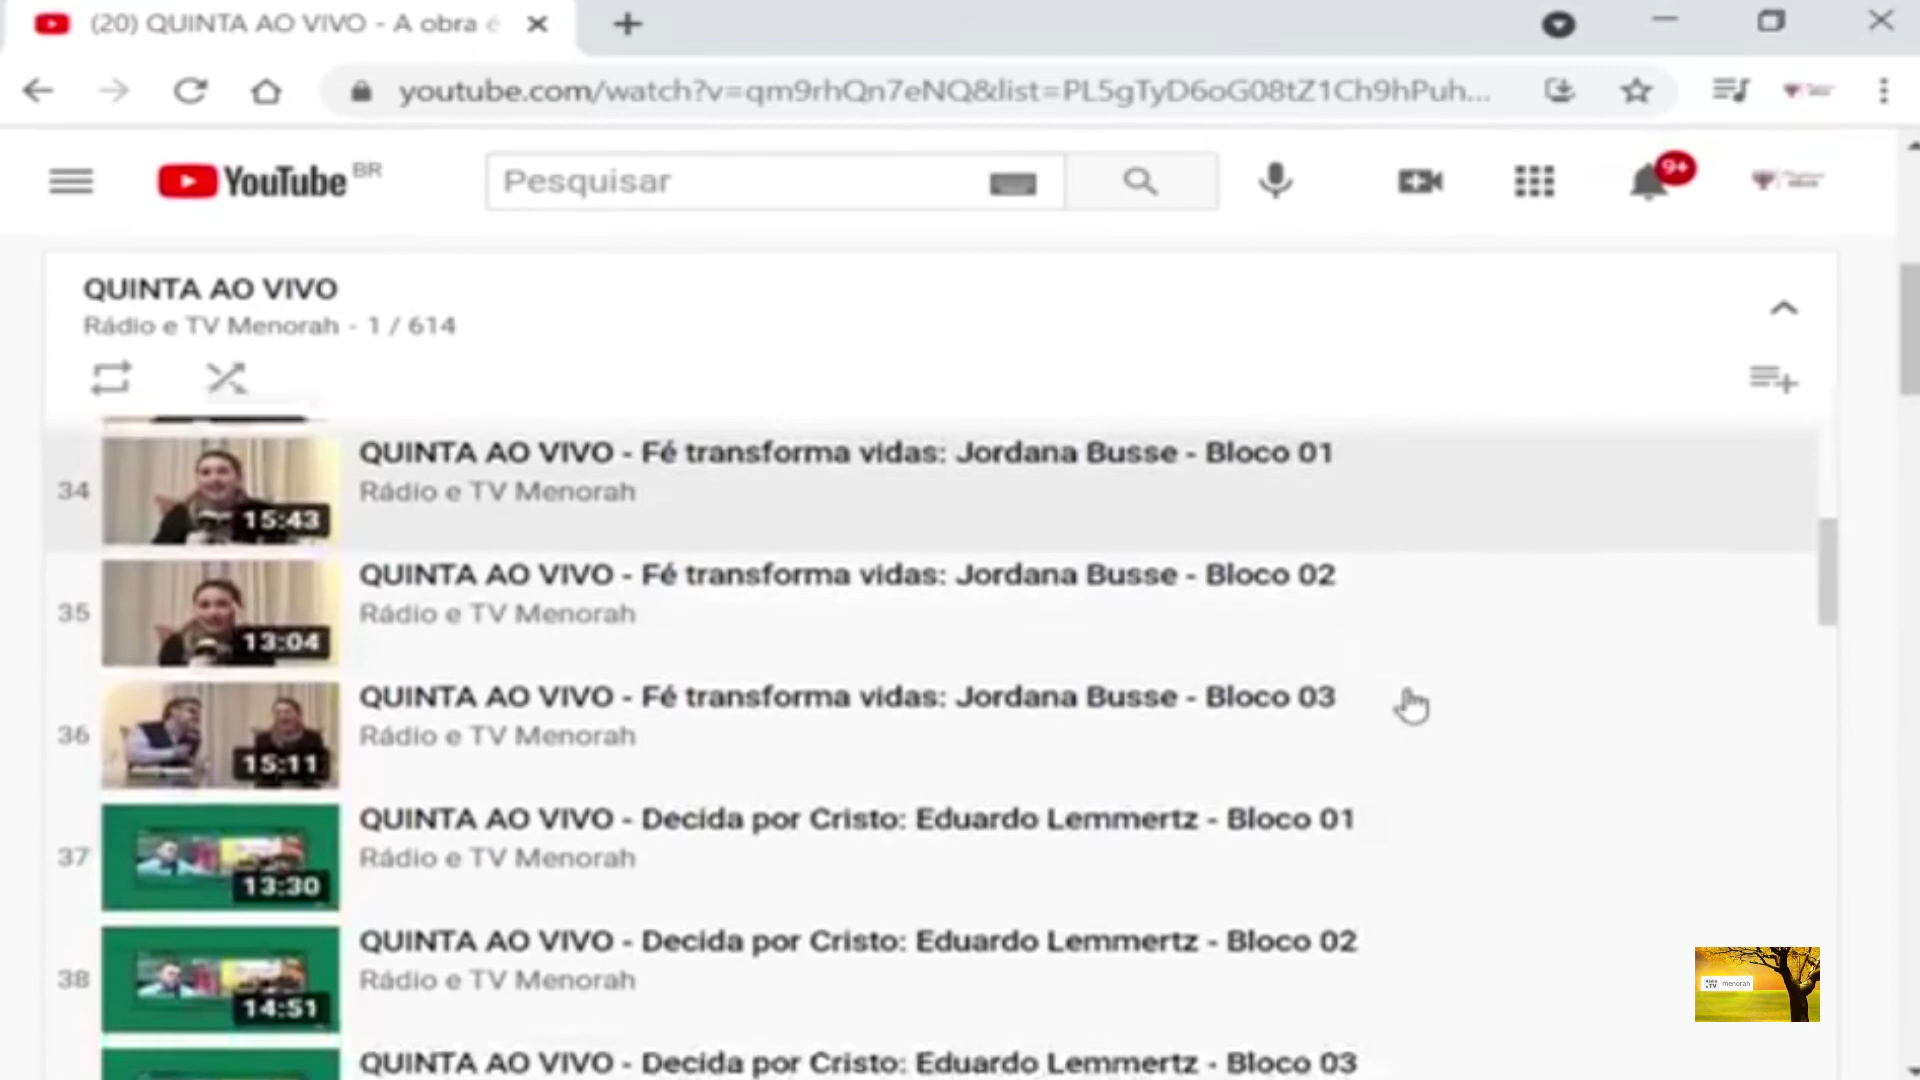 (20) QUINTA AO VIVO - A obra é
youtube.com/watch?v=qm9rhQn7eNQ&list=PL5gTyD6oG08tZ1Ch9hPuh...
YouTube BR
Pesquisar
9+
QUINTA AO VIVO
Rádio e TV Menorah - 1 / 614
34
15:43
QUINTA AO VIVO - Fé transforma vidas: Jordana Busse - Bloco 01
Rádio e TV Menorah
35
13:04
QUINTA AO VIVO - Fé transforma vidas: Jordana Busse - Bloco 02
Rádio e TV Menorah
36
15:11
QUINTA AO VIVO - Fé transforma vidas: Jordana Busse - Bloco 03
Rádio e TV Menorah
37
13:30
QUINTA AO VIVO - Decida por Cristo: Eduardo Lemmertz - Bloco 01
Rádio e TV Menorah
38
14:51
QUINTA AO VIVO - Decida por Cristo: Eduardo Lemmertz - Bloco 02
Rádio e TV Menorah
QUINTA AO VIVO - Decida por Cristo: Eduardo Lemmertz - Bloco 03
menorah